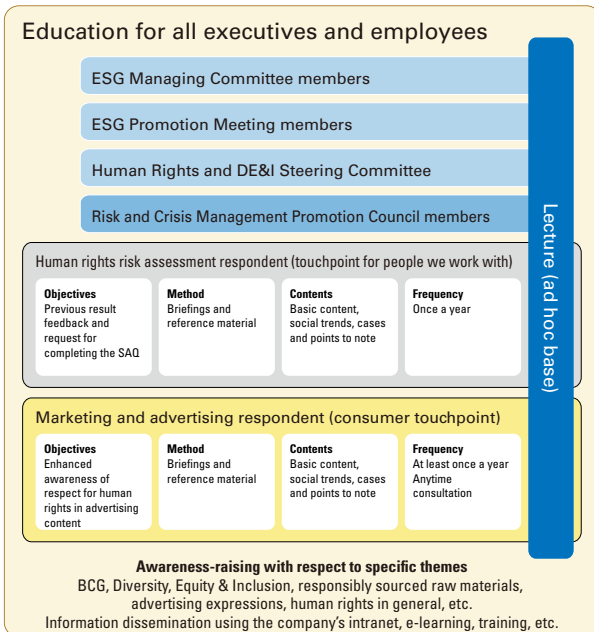 Education for all executives and employees
ESG Managing Committee members
ESG Promotion Meeting members
Human Rights and DE&I Steering Committee
Risk and Crisis Management Promotion Council members
Lecture (ad hoc base)
Human rights risk assessment respondent (touchpoint for people we work with)
Objectives
Previous result
feedback and
request for
completing the SAQ
Method
Briefings and
reference material
Contents
Basic content,
social trends, cases
and points to note
Frequency
Once a year
Marketing and advertising respondent (consumer touchpoint)
Objectives
Enhanced
awareness of
respect for human
rights in advertising
content
Method
Briefings and
reference material
Contents
Basic content,
social trends, cases
and points to note
Frequency
At least once a year
Anytime
consultation
Awareness-raising with respect to specific themes
BCG, Diversity, Equity & Inclusion, responsibly sourced raw materials,
advertising expressions, human rights in general, etc.
Information dissemination using the company's intranet, e-learning, training, etc.